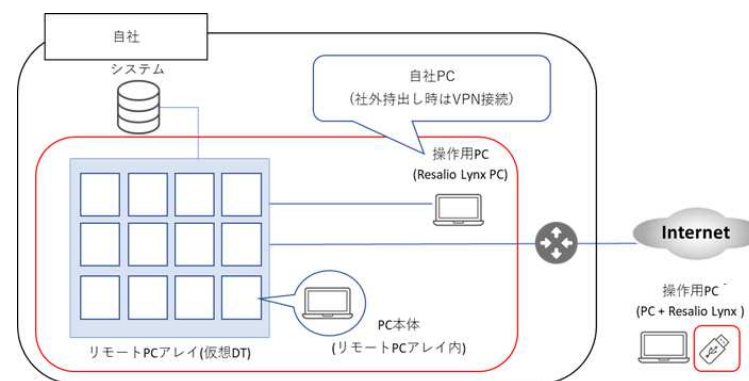 自社
システム
自社PC
(社外持出し時はVPN接続)
操作用PC
(Resalio Lynx PC)
Internet
操作用PC
(PC + Resalio Lynx )
PC本体
(リモートPCアレイ内)
リモートPCアレイ(仮想DT)